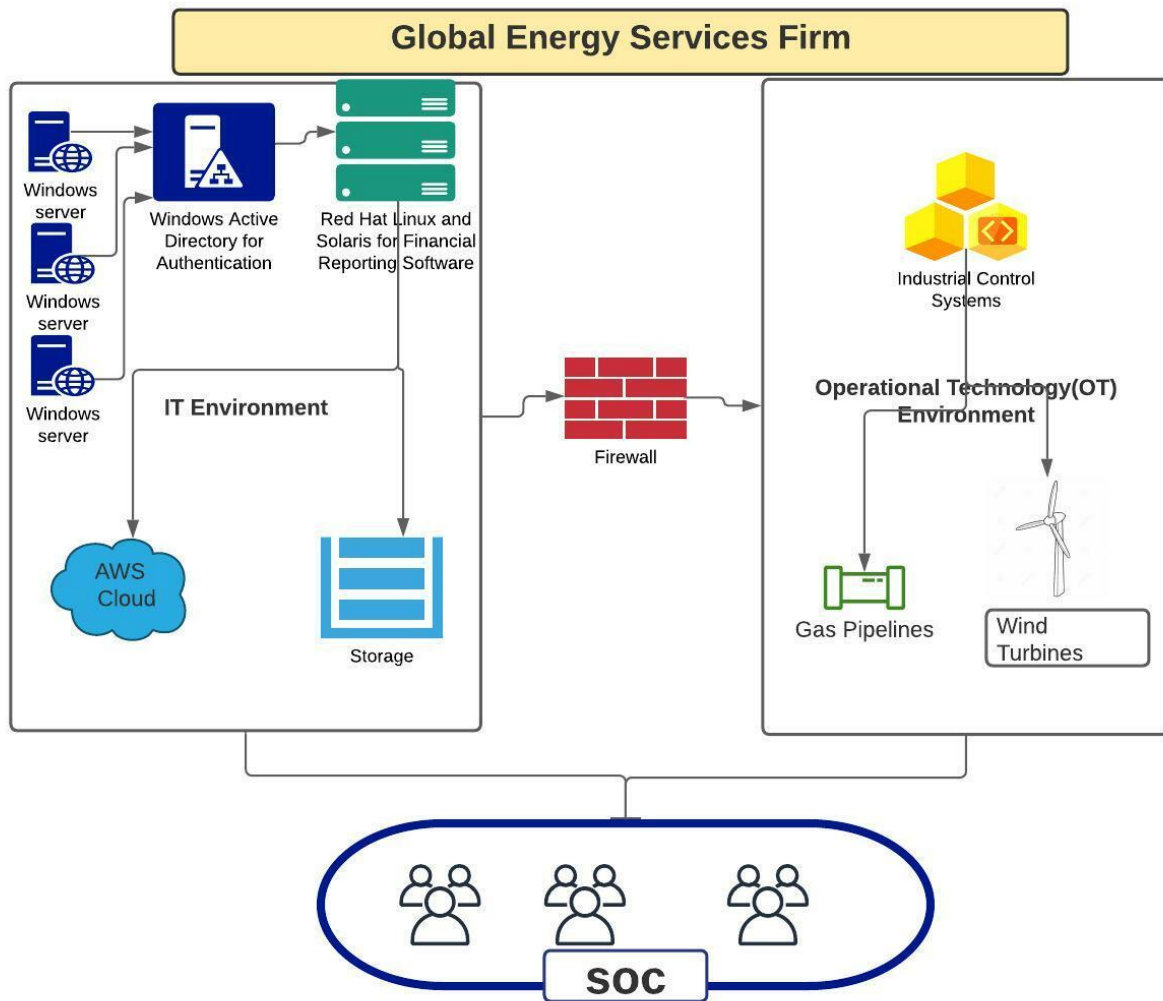 Global Energy Services Firm
Windows
server
Windows
server
Windows
server
Windows Active
Directory for
Authentication
Red Hat Linux and
Solaris for Financial
Reporting Software
IT Environment
AWS
Cloud
Storage
Firewall
Industrial Control
Systems
Operational Technology(OT)
Environment
Gas Pipelines
Wind
Turbines
soc